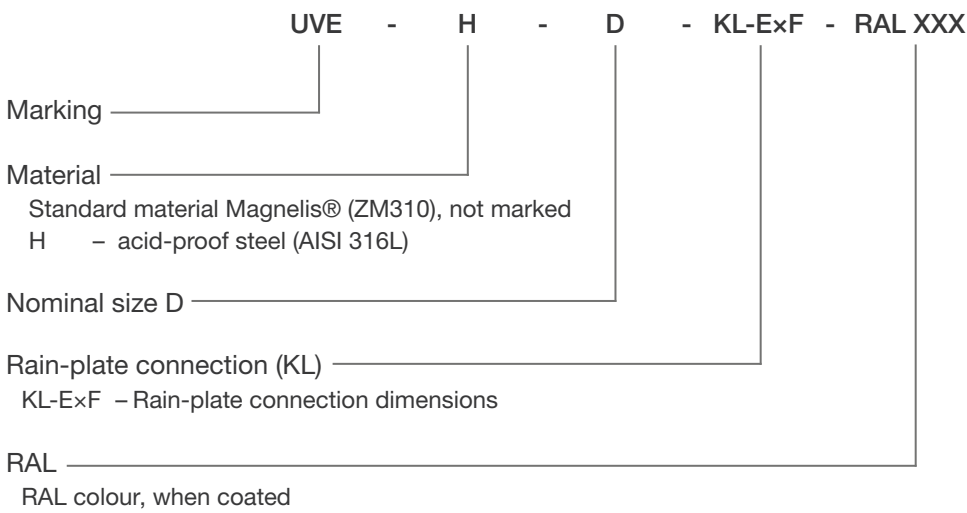 UVE - H - D - KL-E×F - RAL XXX
Marking
Material
Standard material Magnelis® (ZM310), not marked
H – acid-proof steel (AISI 316L)
Nominal size D
Rain-plate connection (KL)
KL-E×F – Rain-plate connection dimensions
RAL
RAL colour, when coated